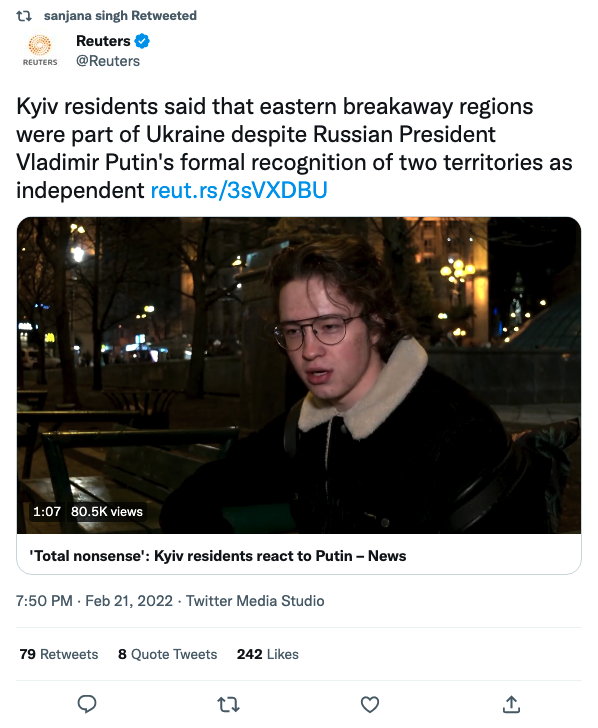 sanjana singh Retweeted
Reuters
REUTERS
@Reuters
Kyiv residents said that eastern breakaway regions
were part of Ukraine despite Russian President
Vladimir Putin's formal recognition of two territories as
independent reut.rs/3sVXDBU
1:07 80.5K views
'Total nonsense': Kyiv residents react to Putin – News
7:50 PM · Feb 21, 2022 · Twitter Media Studio
79 Retweets 8 Quote Tweets 242 Likes